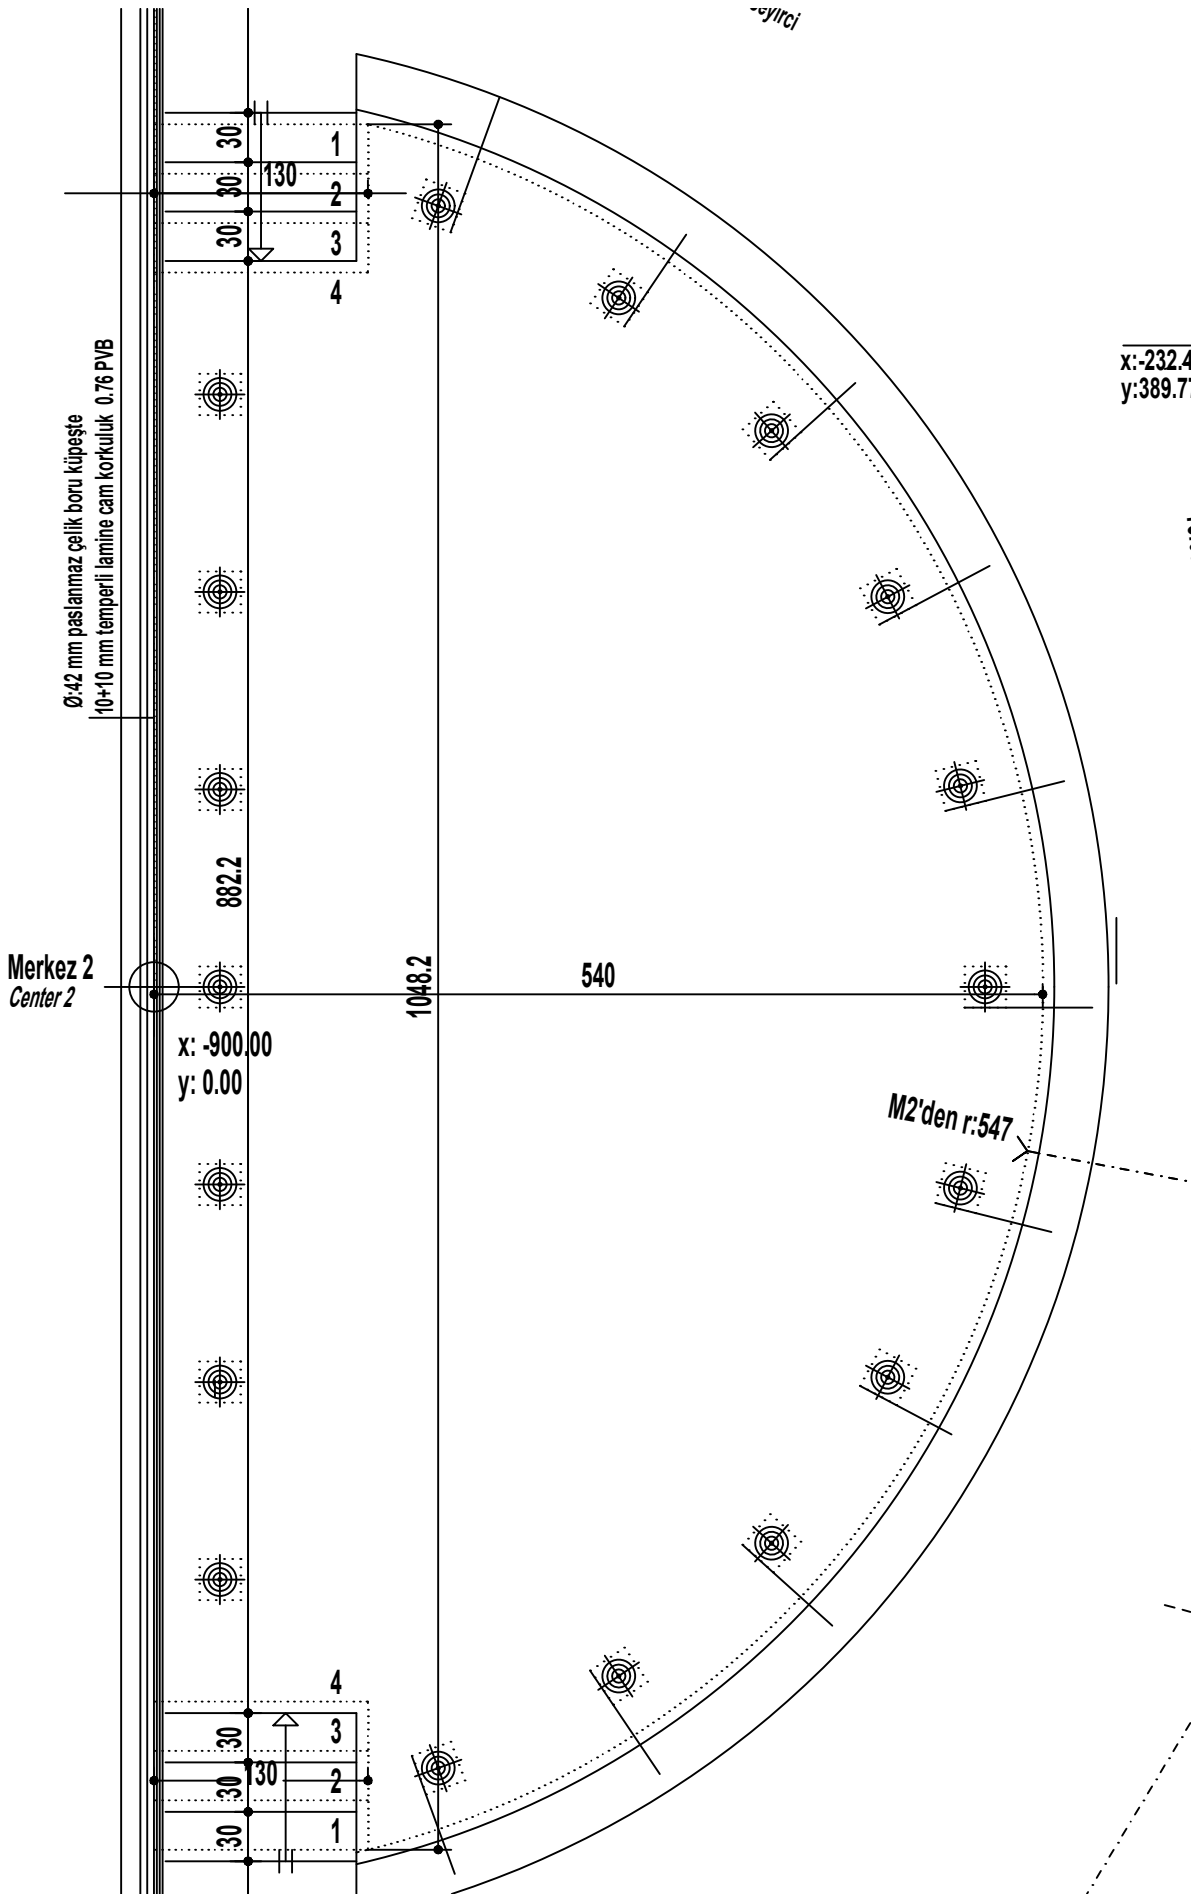 seyirci
30
1
130
30
2
30
3
4
x:-232.4
y:389.77
Ø:42 mm paslanmaz çelik boru küpeşte
10+10 mm temperli lamine cam korkuluk 0.76 PVB
882.2
Merkez 2
Center 2
1048.2
540
x: -900.00
y: 0.00
M2'den r:547
4
30
3
130
30
2
30
1